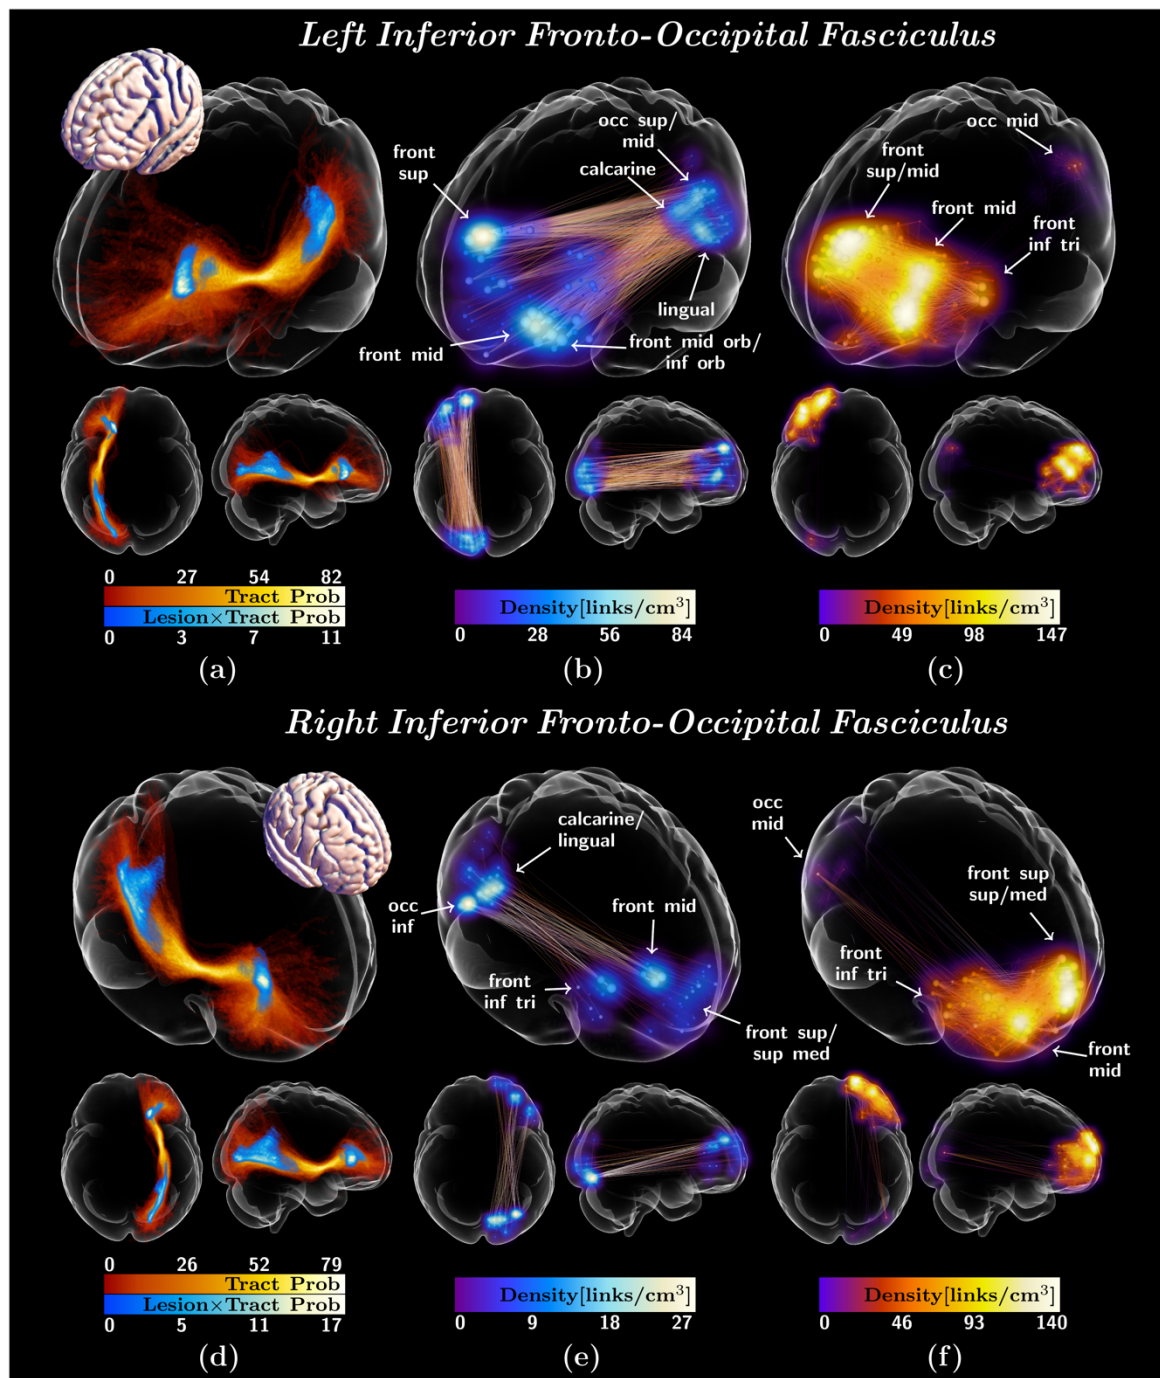 Left Inferior Fronto-Occipital Fasciculus
front
sup
occ sup/
mid
calcarine
lingual
front mid
front mid orb/
inf orb
occ mid
front
sup/mid
front mid
front
inf tri
0 27 54 82
Tract Prob
Lesion×Tract Prob
0 3 7 11
(a)
Density[links/cm³]
0 28 56 84
(b)
Density[links/cm³]
0 49 98 147
(c)
Right Inferior Fronto-Occipital Fasciculus
calcarine/
lingual
occ
inf
front mid
front
inf tri
front sup/
sup med
occ
mid
front sup
sup/med
front
inf tri
front
mid
0 26 52 79
Tract Prob
Lesion×Tract Prob
0 5 11 17
(d)
Density[links/cm³]
0 9 18 27
(e)
Density[links/cm³]
0 46 93 140
(f)